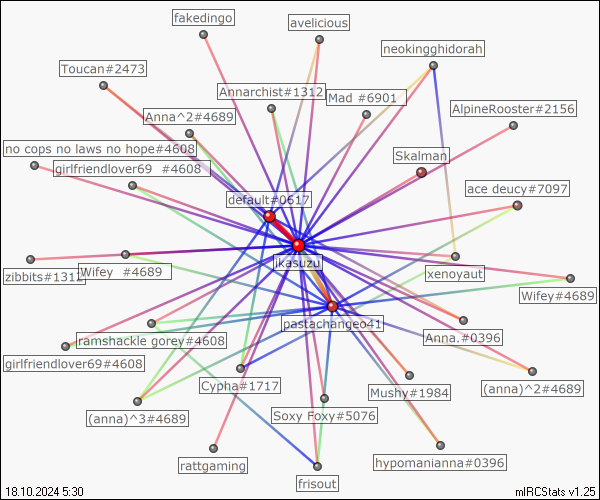 fakedingo
avelicious
neokingghidorah
Toucan#2473
Annarchist#1312
Mad #6901
AlpineRooster#2156
Anna^2#4689
no cops no laws no hope#4608
Skalman
girlfriendlover69 #4608
ace deucy#7097
default#0617
jkasuzu
zibbits#1312
Wifey #4689
xenoyaut
Wifey#4689
pastachangeo41
Anna.#0396
ramshackle gorey#4608
girlfriendlover69#4608
Cypha#1717
Mushy#1984
(anna)^2#4689
(anna)^3#4689
Soxy Foxy#5076
rattgaming
hypomanianna#0396
frisout
18.10.2024 5:30
mIRCStats v1.25